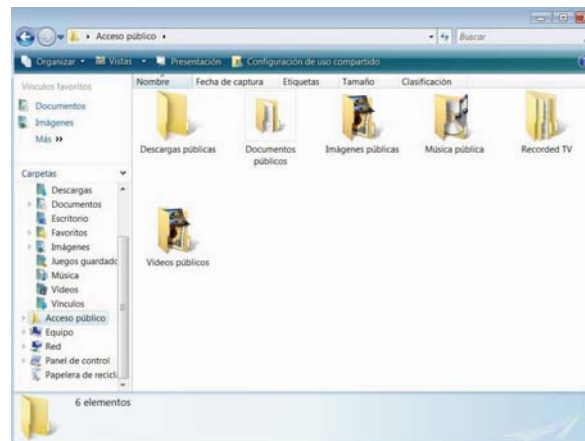 Acceso público
Buscar
Organizar Vistas Presentación Configuración de uso compartido
Vínculos favoritos
Documentos
Imágenes
Más »
Carpetas
Descargas
Documentos
Escritorio
Favoritos
Imágenes
Juegos guardado
Música
Videos
Vínculos
Acceso público
Equipo
Red
Panel de control
Papelera de recicl
Nombre Fecha de captura Etiquetas Tamaño Clasificación
Descargas públicas
Documentos
públicos
Imágenes públicas
Música pública
Recorded TV
Videos públicos
6 elementos